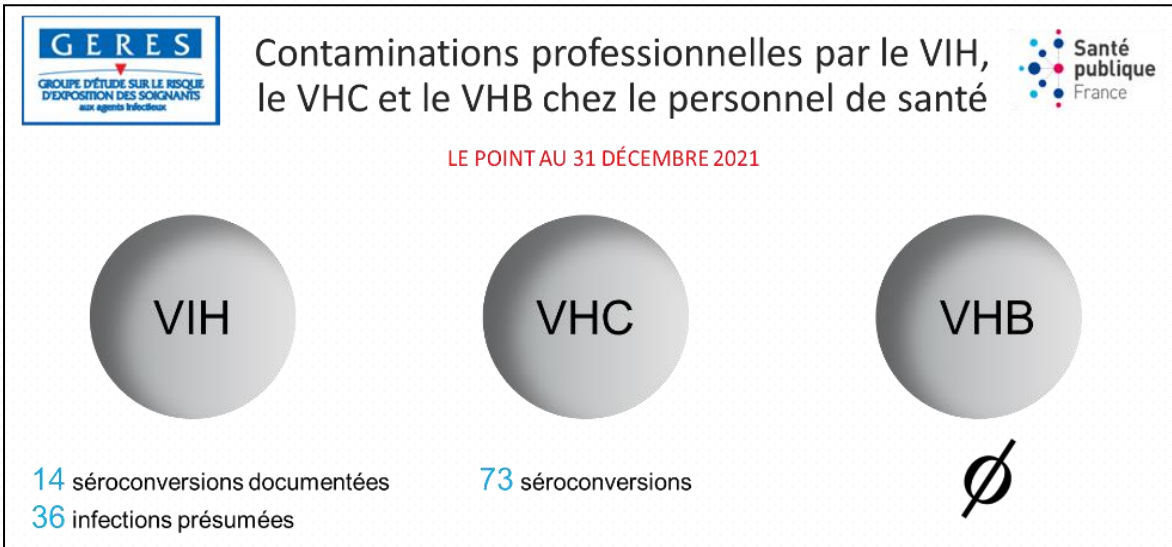 GERES
GROUPE D'ÉTUDE SUR LE RISQUE
D'EXPOSITION DES SOIGNANTS
aux agents infectieux
Contaminations professionnelles par le VIH,
le VHC et le VHB chez le personnel de santé
Santé
publique
France
LE POINT AU 31 DÉCEMBRE 2021
VIH
VHC
VHB
14 séroconversions documentées
36 infections présumées
73 séroconversions
Ø